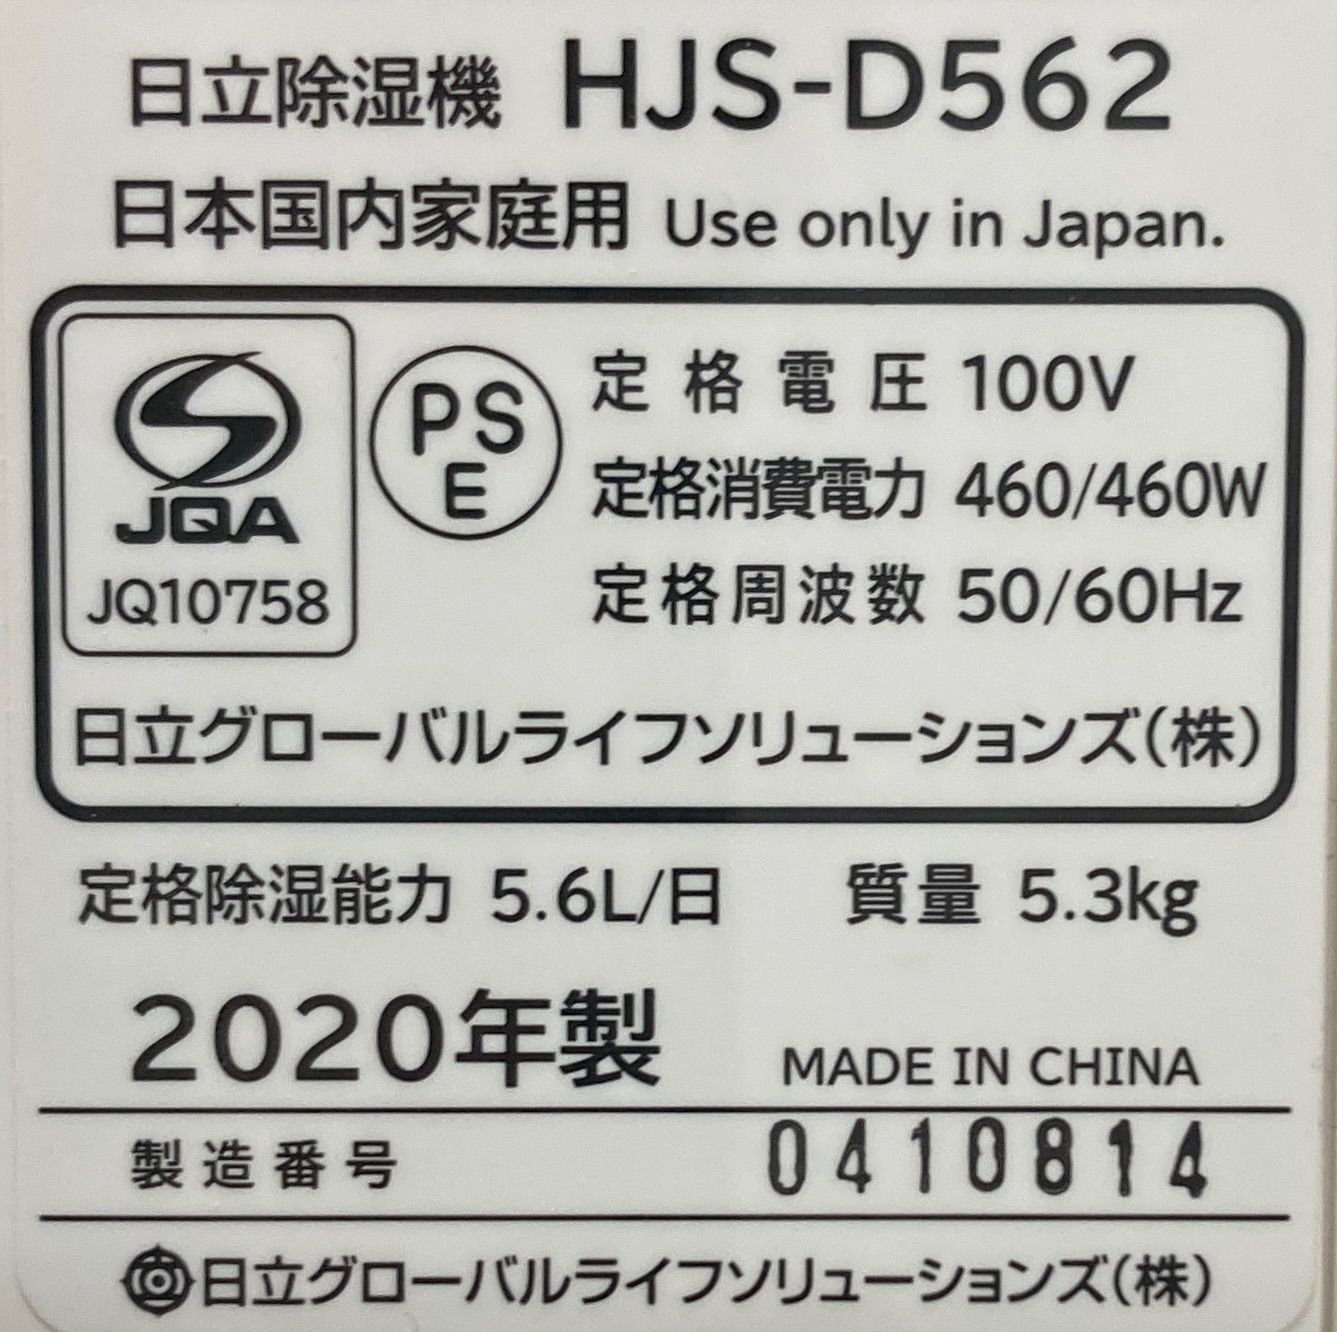 日立除湿機 HJS-D562
日本国内家庭用 Use only in Japan.
JQA
JQ10758
PS
E
定格電圧 100V
定格消費電力 460/460W
定格周波数 50/60Hz
日立グローバルライフソリューションズ(株)
定格除湿能力 5.6L/日 質量 5.3kg
2020年製 MADE IN CHINA
製造番号 0410814
日立グローバルライフソリューションズ(株)